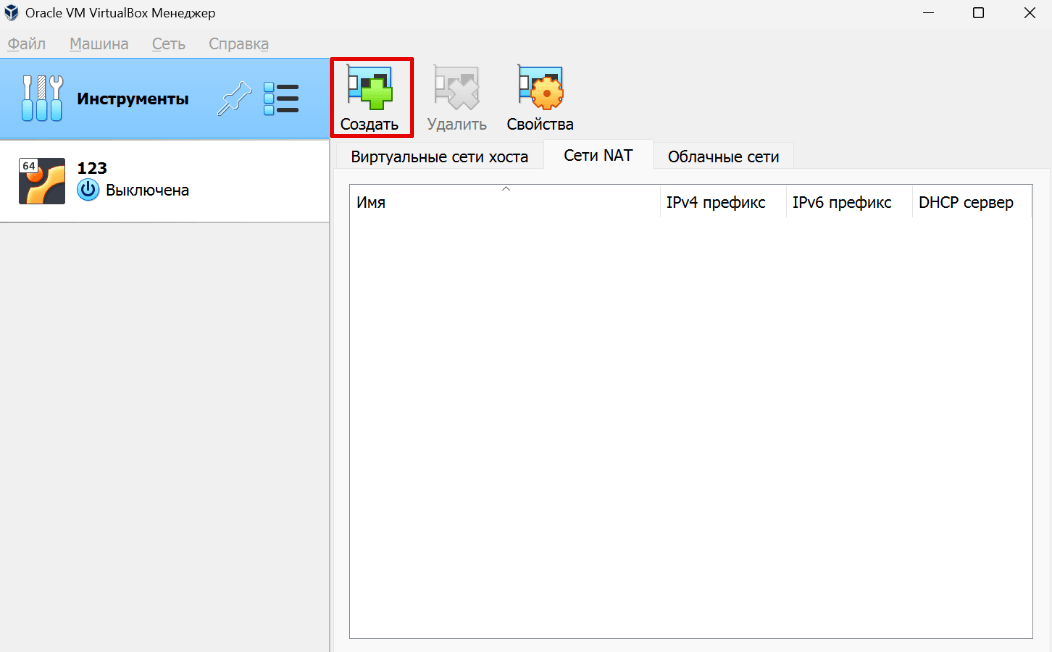 Oracle VM VirtualBox Менеджер
Файл Машина Сеть Справка
Инструменты
Создать Удалить Свойства
64
123
Выключена
Виртуальные сети хоста Сети NAT Облачные сети
Имя IPv4 префикс IPv6 префикс DHCP сервер